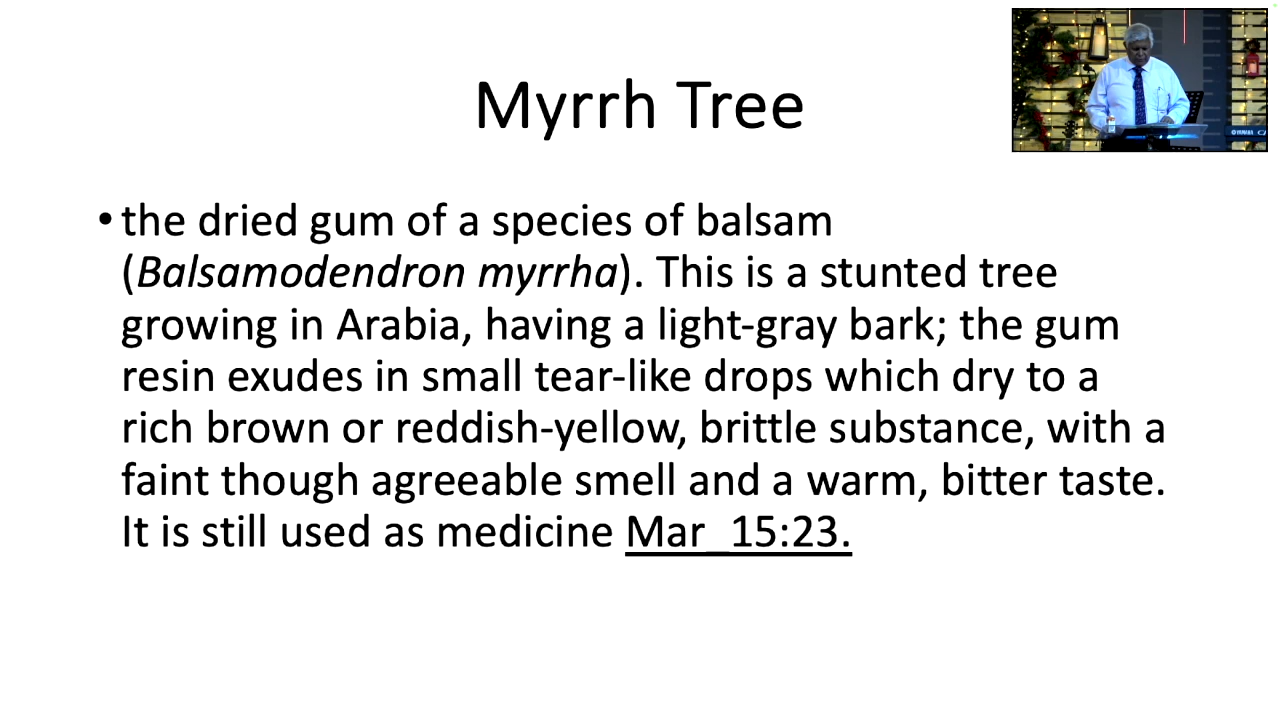 Myrrh Tree
• the dried gum of a species of balsam
(Balsamodendron myrrha). This is a stunted tree
growing in Arabia, having a light-gray bark; the gum
resin exudes in small tear-like drops which dry to a
rich brown or reddish-yellow, brittle substance, with a
faint though agreeable smell and a warm, bitter taste.
It is still used as medicine Mar_15:23.
YAMAHA